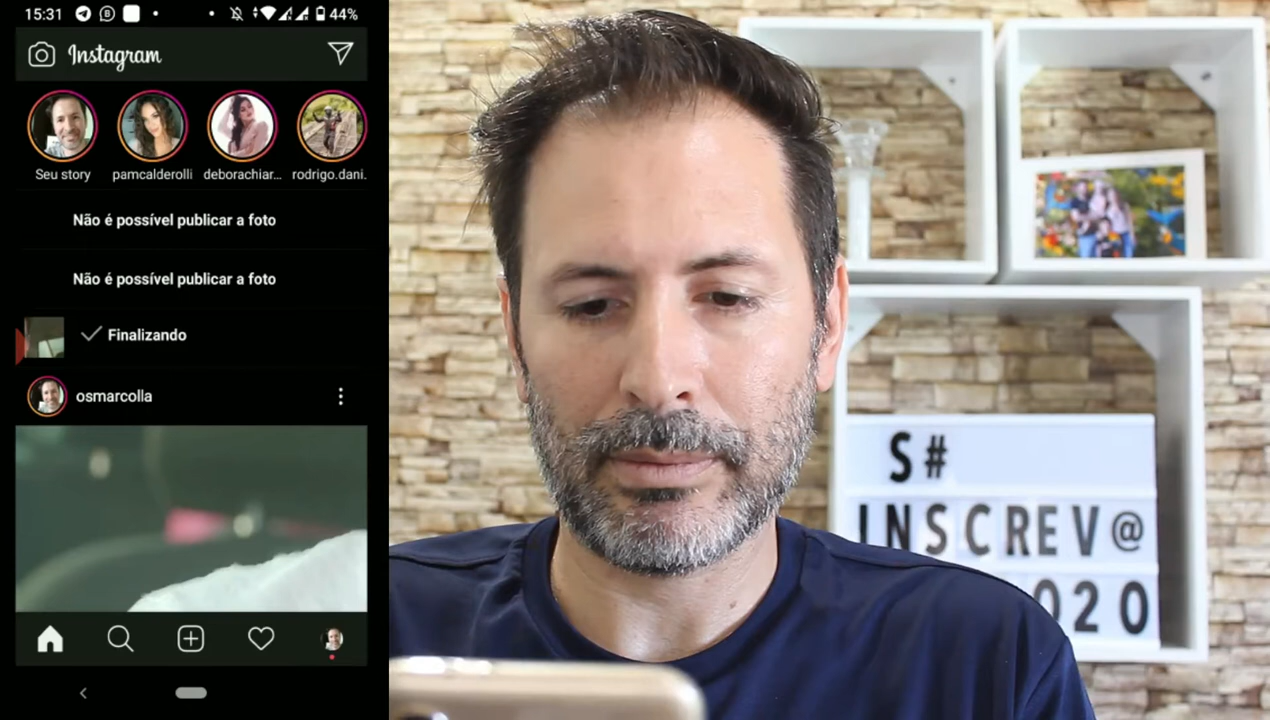 15:31
44%
Instagram
Seu story
pamcalderolli
deborachiar...
rodrigo.dani.
Não é possível publicar a foto
Não é possível publicar a foto
Finalizando
osmarcolla
S#
INSCREV@
020